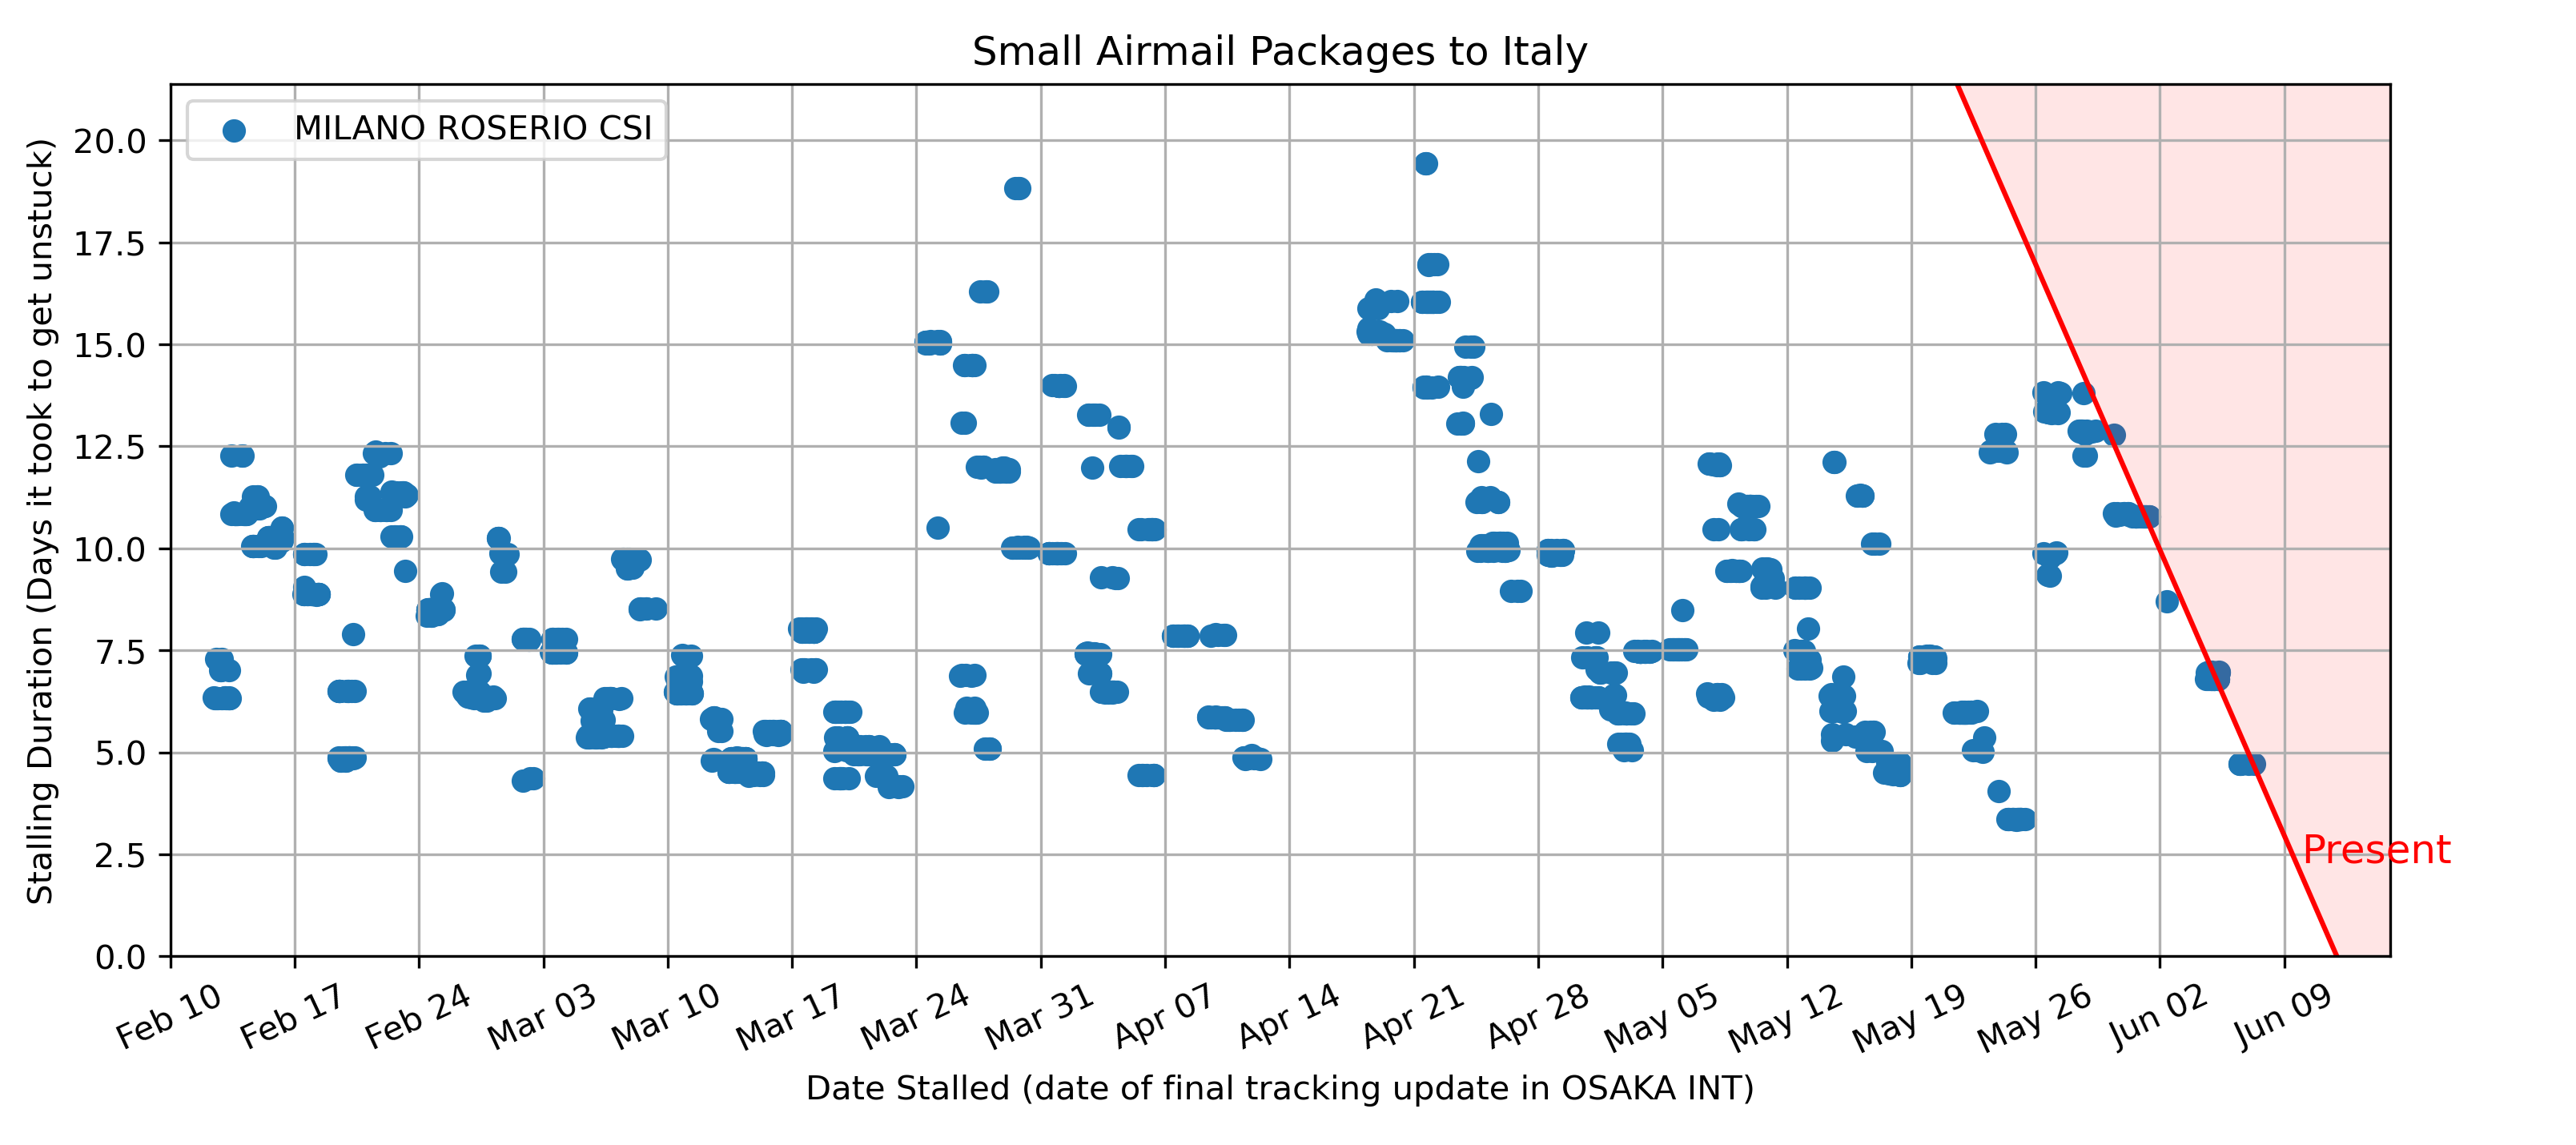 Small Airmail Packages to Italy
MILANO ROSERIO CSI
Stalling Duration (Days it took to get unstuck)
20.0
17.5
15.0
12.5
10.0
7.5
5.0
2.5
0.0
Present
Feb 10 Feb 17 Feb 24 Mar 03 Mar 10 Mar 17 Mar 24 Mar 31 Apr 07 Apr 14 Apr 21 Apr 28 May 05 May 12 May 19 May 26 Jun 02 Jun 09
Date Stalled (date of final tracking update in OSAKA INT)